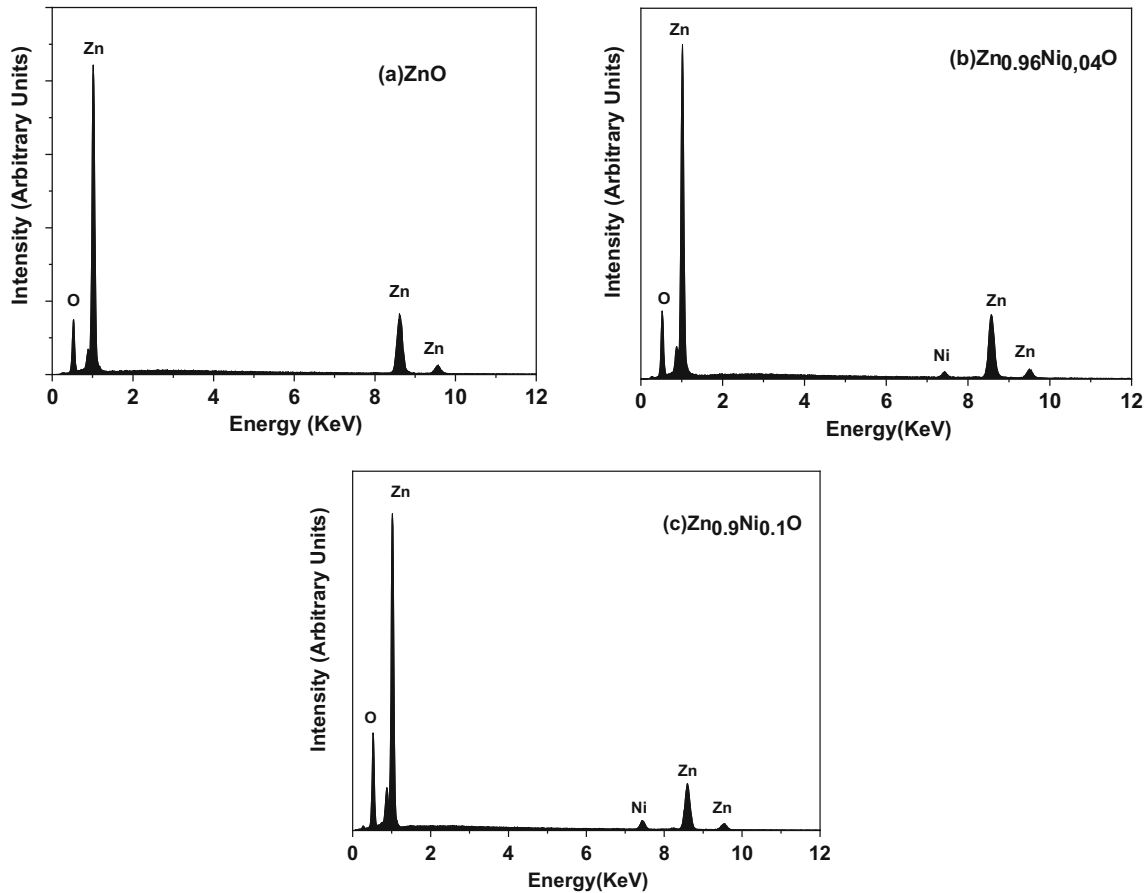 (a)ZnO
Zn
O
Zn
Zn
Intensity (Arbitrary Units)
0 2 4 6 8 10 12
Energy (KeV)
(b)Zn0.96Ni0,04O
Zn
O
Ni
Zn
Zn
Intensity (Arbitrary Units)
0 2 4 6 8 10 12
Energy(KeV)
(c)Zn0.9Ni0.1O
Zn
O
Ni
Zn
Zn
Intensity (Arbitrary Units)
0 2 4 6 8 10 12
Energy(KeV)